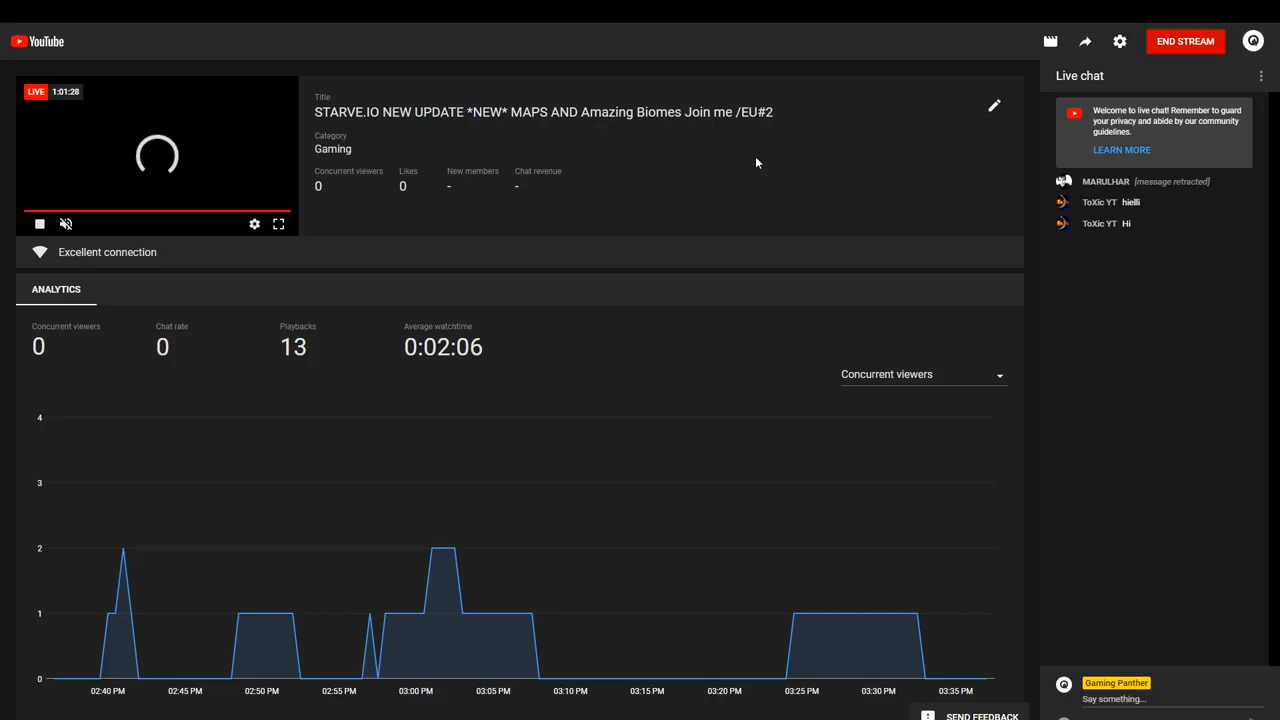 YouTube
END STREAM
LIVE 1:01:28
Title
STARVE.IO NEW UPDATE *NEW* MAPS AND Amazing Biomes Join me /EU#2
Category
Gaming
Concurrent viewers Likes New members Chat revenue
0 0 - -
Excellent connection
ANALYTICS
Concurrent viewers Chat rate Playbacks Average watchtime
0 0 13 0:02:06
Concurrent viewers
4
3
2
1
0
02:40 PM 02:45 PM 02:50 PM 02:55 PM 03:00 PM 03:05 PM 03:10 PM 03:15 PM 03:20 PM 03:25 PM 03:30 PM 03:35 PM
SEND FEEDBACK
Live chat
Welcome to live chat! Remember to guard
your privacy and abide by our community
guidelines.
LEARN MORE
MARULHAR [message retracted]
ToXic YT hielli
ToXic YT Hi
Gaming Panther
Say something...